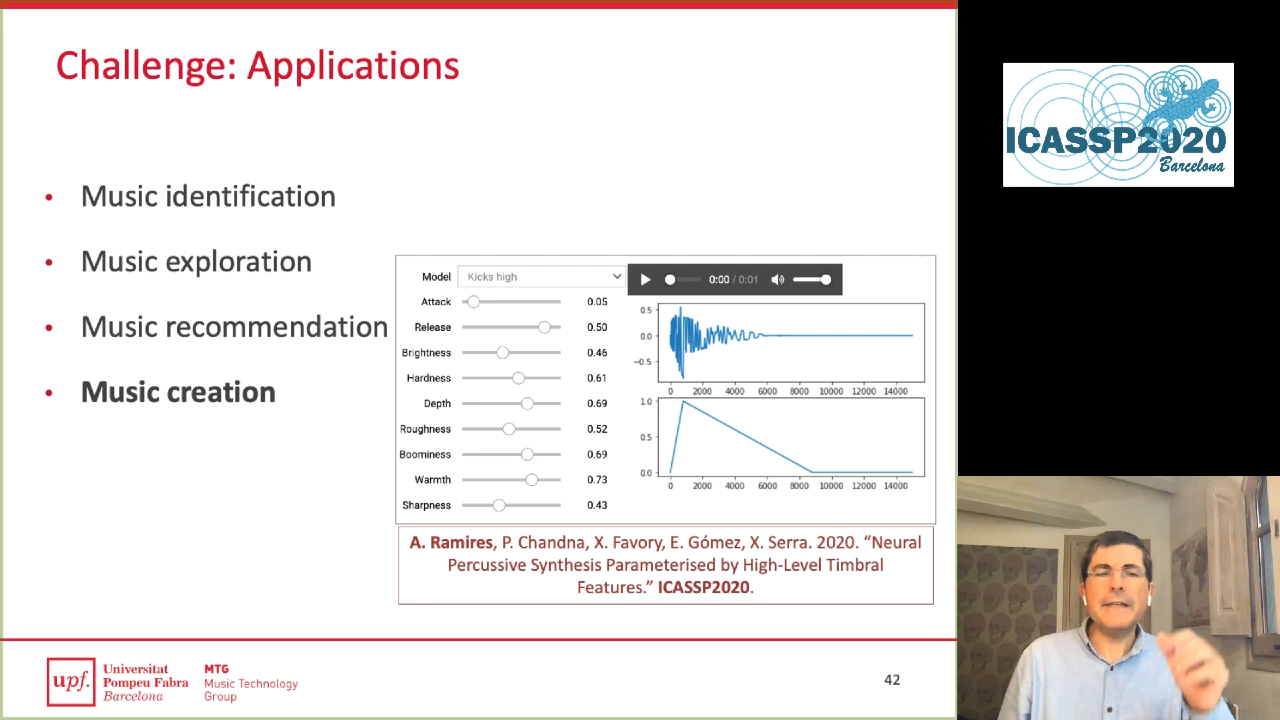 Challenge: Applications
• Music identification
• Music exploration
• Music recommendation
• Music creation
Model Kicks high 0:00 / 0:01
Attack 0.05
Release 0.50
Brightness 0.46
Hardness 0.61
Depth 0.69
Roughness 0.52
Boominess 0.69
Warmth 0.73
Sharpness 0.43
0.5
0.0
−0.5
0 2000 4000 6000 8000 10000 12000 14000
1.0
0.5
0.0
0 2000 4000 6000 8000 10000 12000 14000
A. Ramires, P. Chandna, X. Favory, E. Gómez, X. Serra. 2020. “Neural
Percussive Synthesis Parameterised by High-Level Timbral
Features.” ICASSP2020.
upf.
Universitat
Pompeu Fabra
Barcelona
MTG
Music Technology
Group
42
ICASSP2020
Barcelona